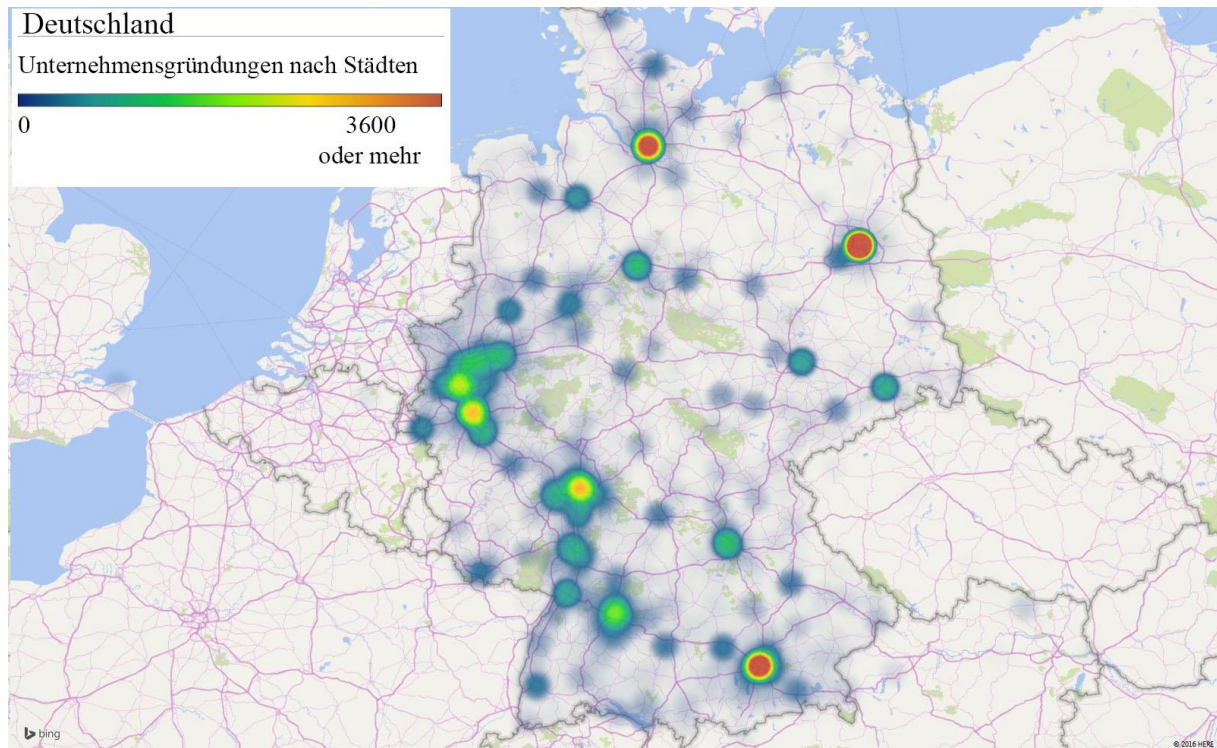 Deutschland
Unternehmensgründungen nach Städten
0 3600
oder mehr
bing
© 2016 HERE